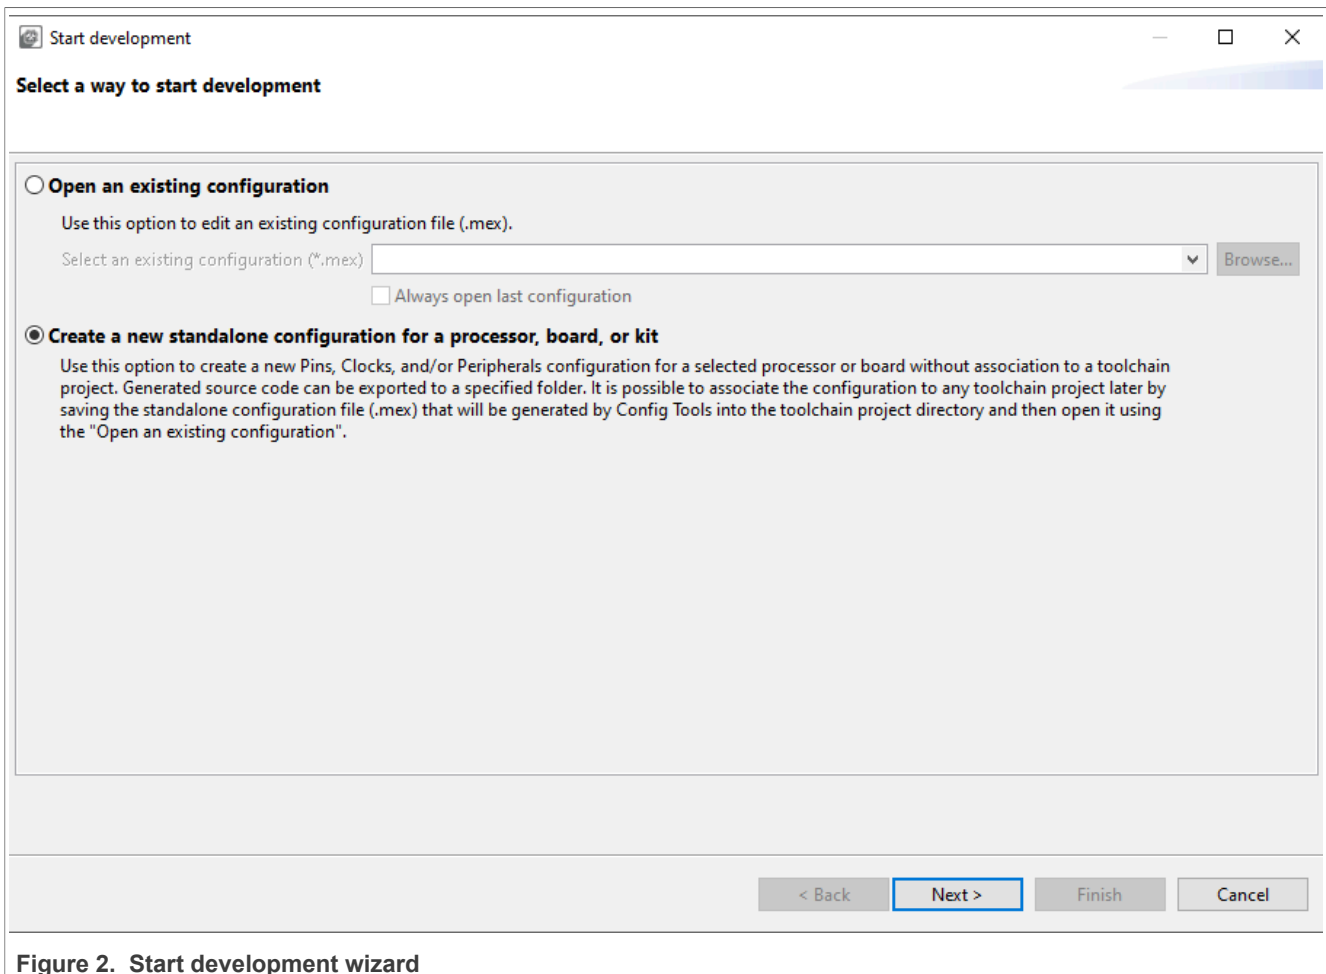 Start development
Select a way to start development
Open an existing configuration
Use this option to edit an existing configuration file (.mex).
Select an existing configuration (*.mex)
Browse...
Always open last configuration
Create a new standalone configuration for a processor, board, or kit
Use this option to create a new Pins, Clocks, and/or Peripherals configuration for a selected processor or board without association to a toolchain
project. Generated source code can be exported to a specified folder. It is possible to associate the configuration to any toolchain project later by
saving the standalone configuration file (.mex) that will be generated by Config Tools into the toolchain project directory and then open it using
the "Open an existing configuration".
< Back
Next >
Finish
Cancel
Figure 2. Start development wizard